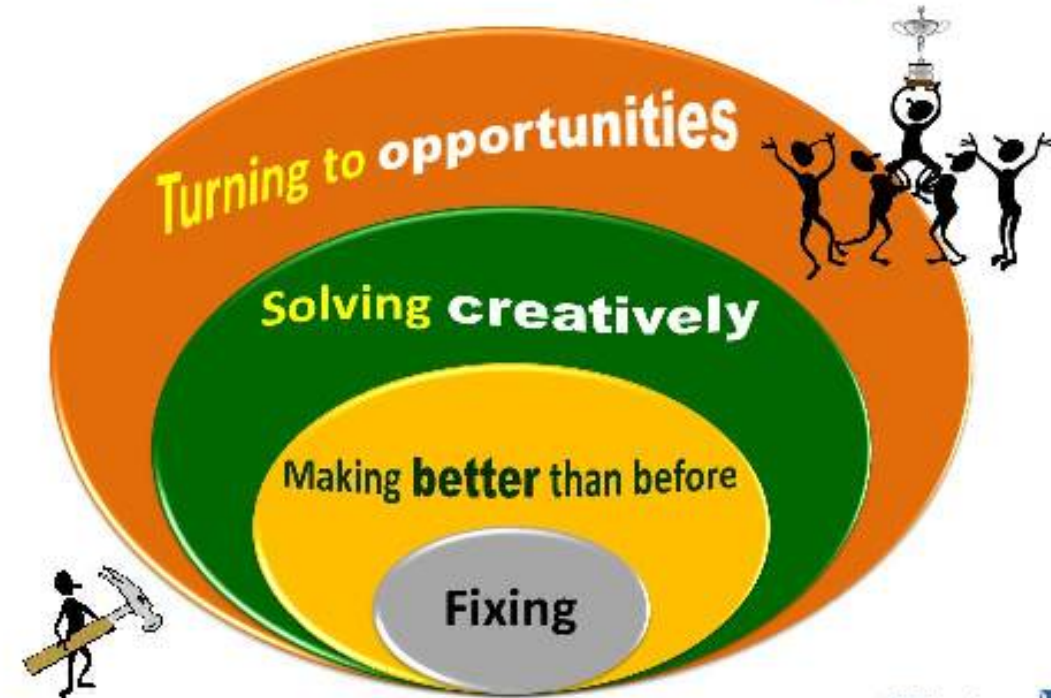 Turning to opportunities
Solving creatively
Making better than before
Fixing